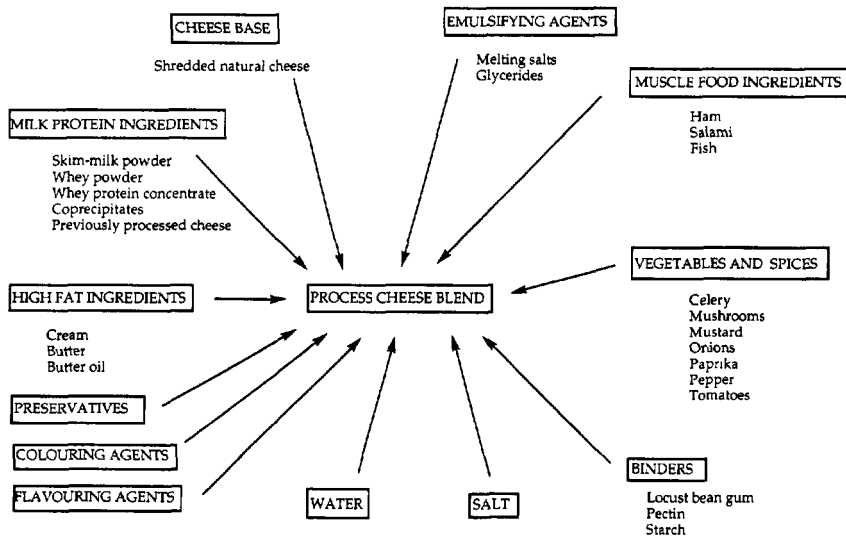 CHEESE BASE
Shredded natural cheese
EMULSIFYING AGENTS
Melting salts
Glycerides
MUSCLE FOOD INGREDIENTS
Ham
Salami
Fish
MILK PROTEIN INGREDIENTS
Skim-milk powder
Whey powder
Whey protein concentrate
Coprecipitates
Previously processed cheese
VEGETABLES AND SPICES
Celery
Mushrooms
Mustard
Onions
Paprika
Pepper
Tomatoes
HIGH FAT INGREDIENTS
Cream
Butter
Butter oil
PROCESS CHEESE BLEND
PRESERVATIVES
COLOURING AGENTS
FLAVOURING AGENTS
WATER
SALT
BINDERS
Locust bean gum
Pectin
Starch